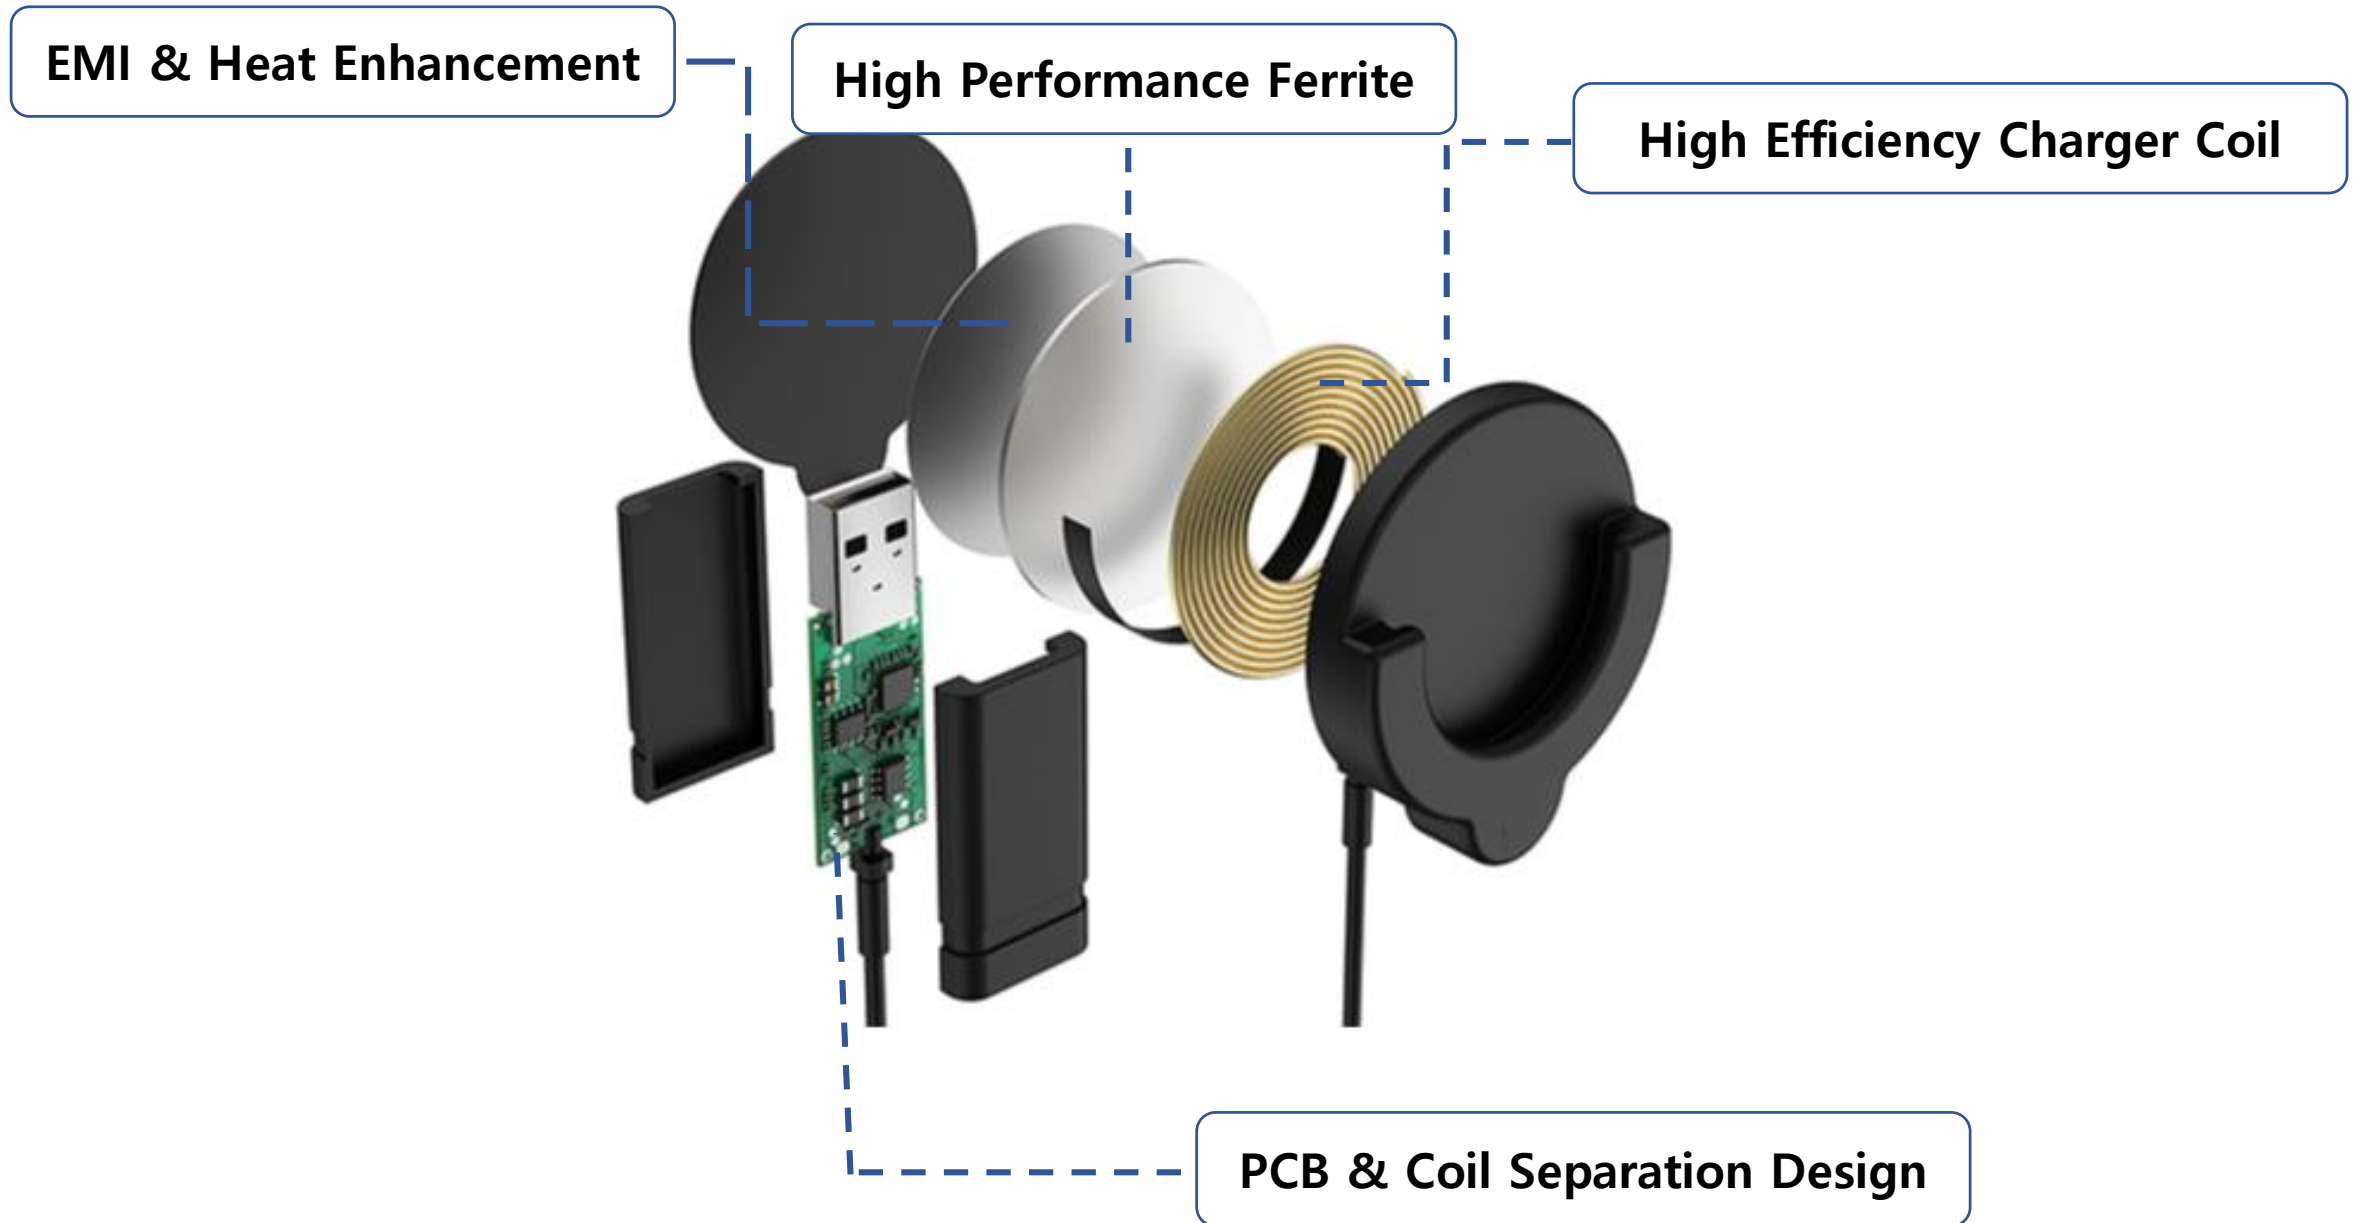 EMI & Heat Enhancement
High Performance Ferrite
High Efficiency Charger Coil
PCB & Coil Separation Design